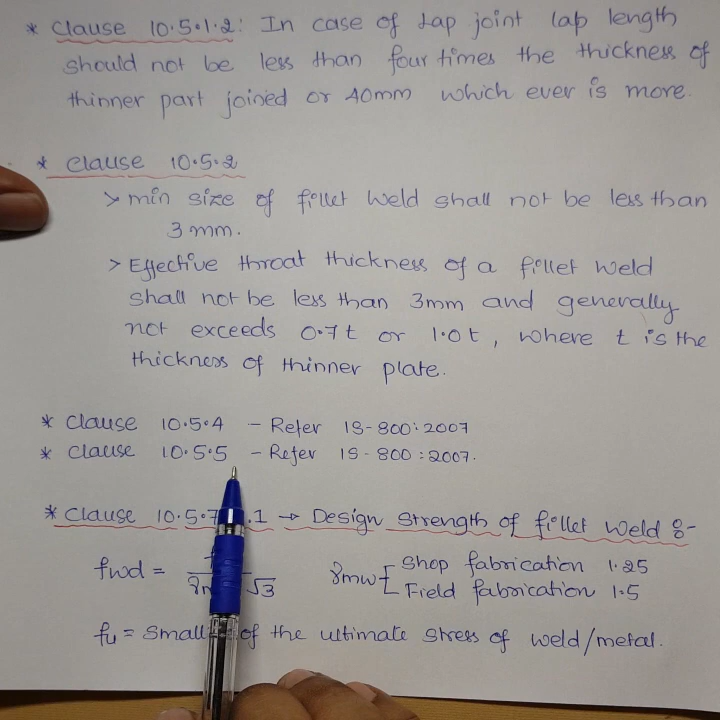 * Clause 10.5.1.2: In case of Lap joint lap length
should not be less than four times the thickness of
thinner part joined or 40mm which ever is more.
* Clause 10.5.2
> min size of fillet weld shall not be less than
3 mm.
> Effective throat thickness of a fillet weld
shall not be less than 3mm and generally
not exceeds 0.7t or 1.0t, where t is the
thickness of thinner plate.
* Clause 10.5.4 - Refer IS-800:2007
* Clause 10.5.5 - Refer IS-800:2007.
* Clause 10.5.7 .1 → Design Strength of fillet weld :-
fwd = √3
γmw [ Shop fabrication 1.25
Field fabrication 1.5
fu = of the ultimate stress of weld/metal.